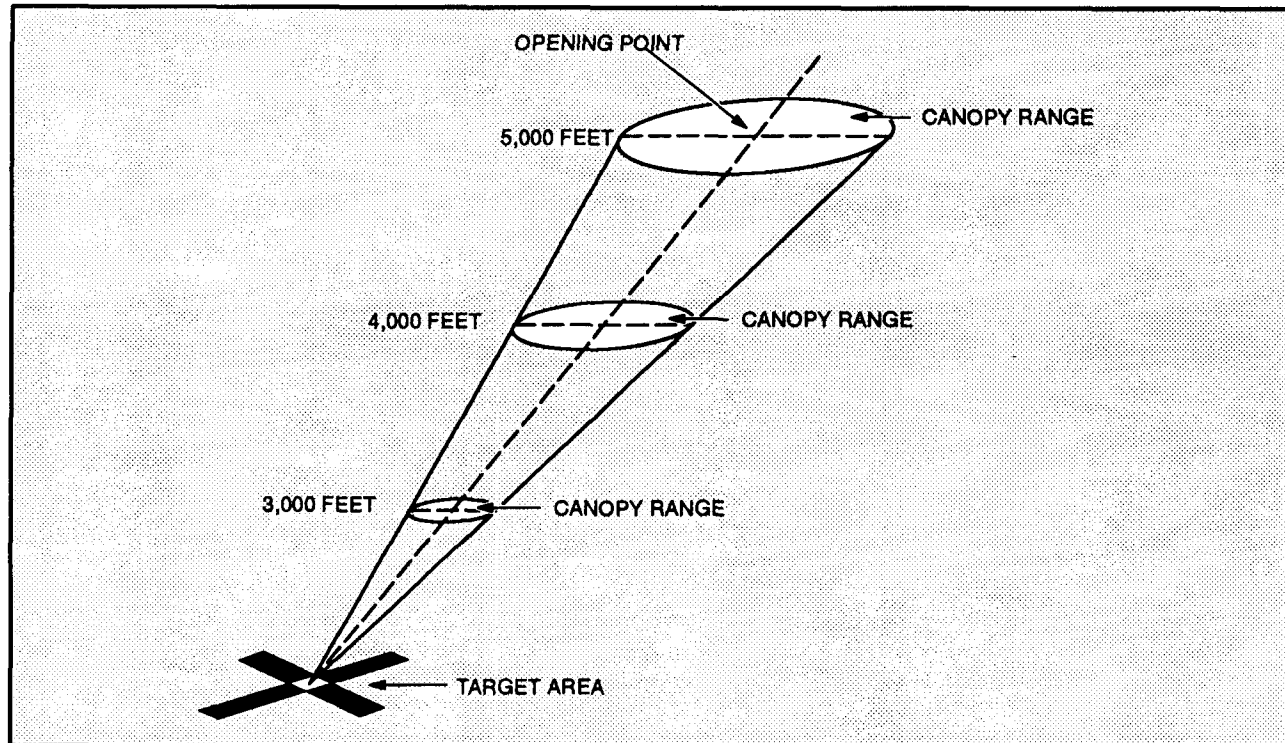 OPENING POINT
CANOPY RANGE
5,000 FEET
4,000 FEET
CANOPY RANGE
3,000 FEET
CANOPY RANGE
TARGET AREA